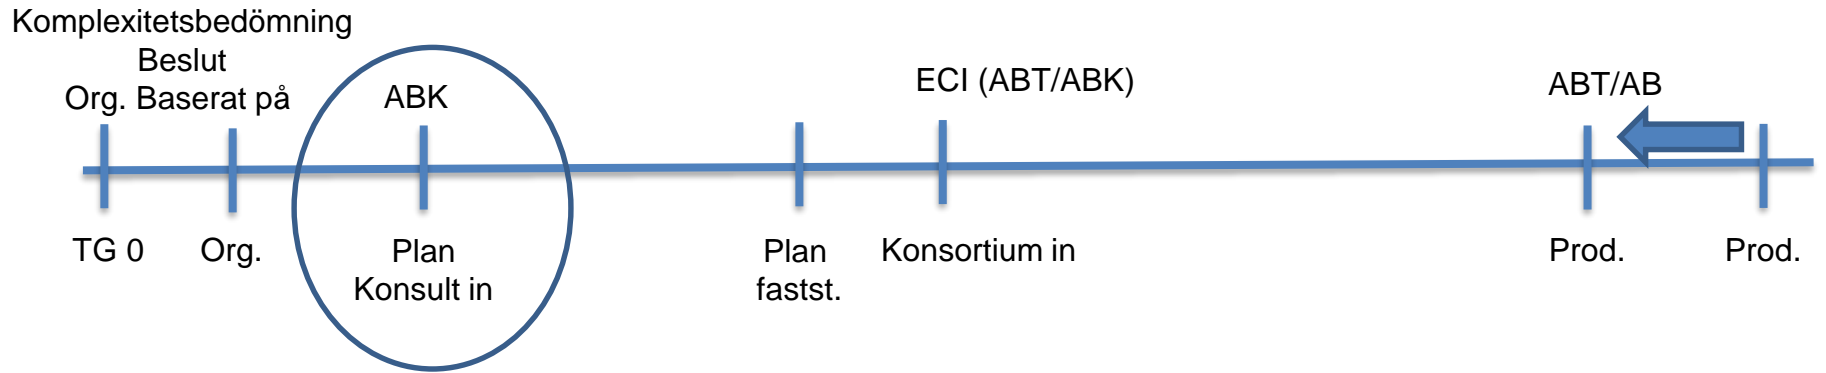 Komplexitetsbedömning
Beslut
Org. Baserat på
ABK
ECI (ABT/ABK)
ABT/AB
TG 0
Org.
Plan
Konsult in
Plan
fastst.
Konsortium in
Prod.
Prod.